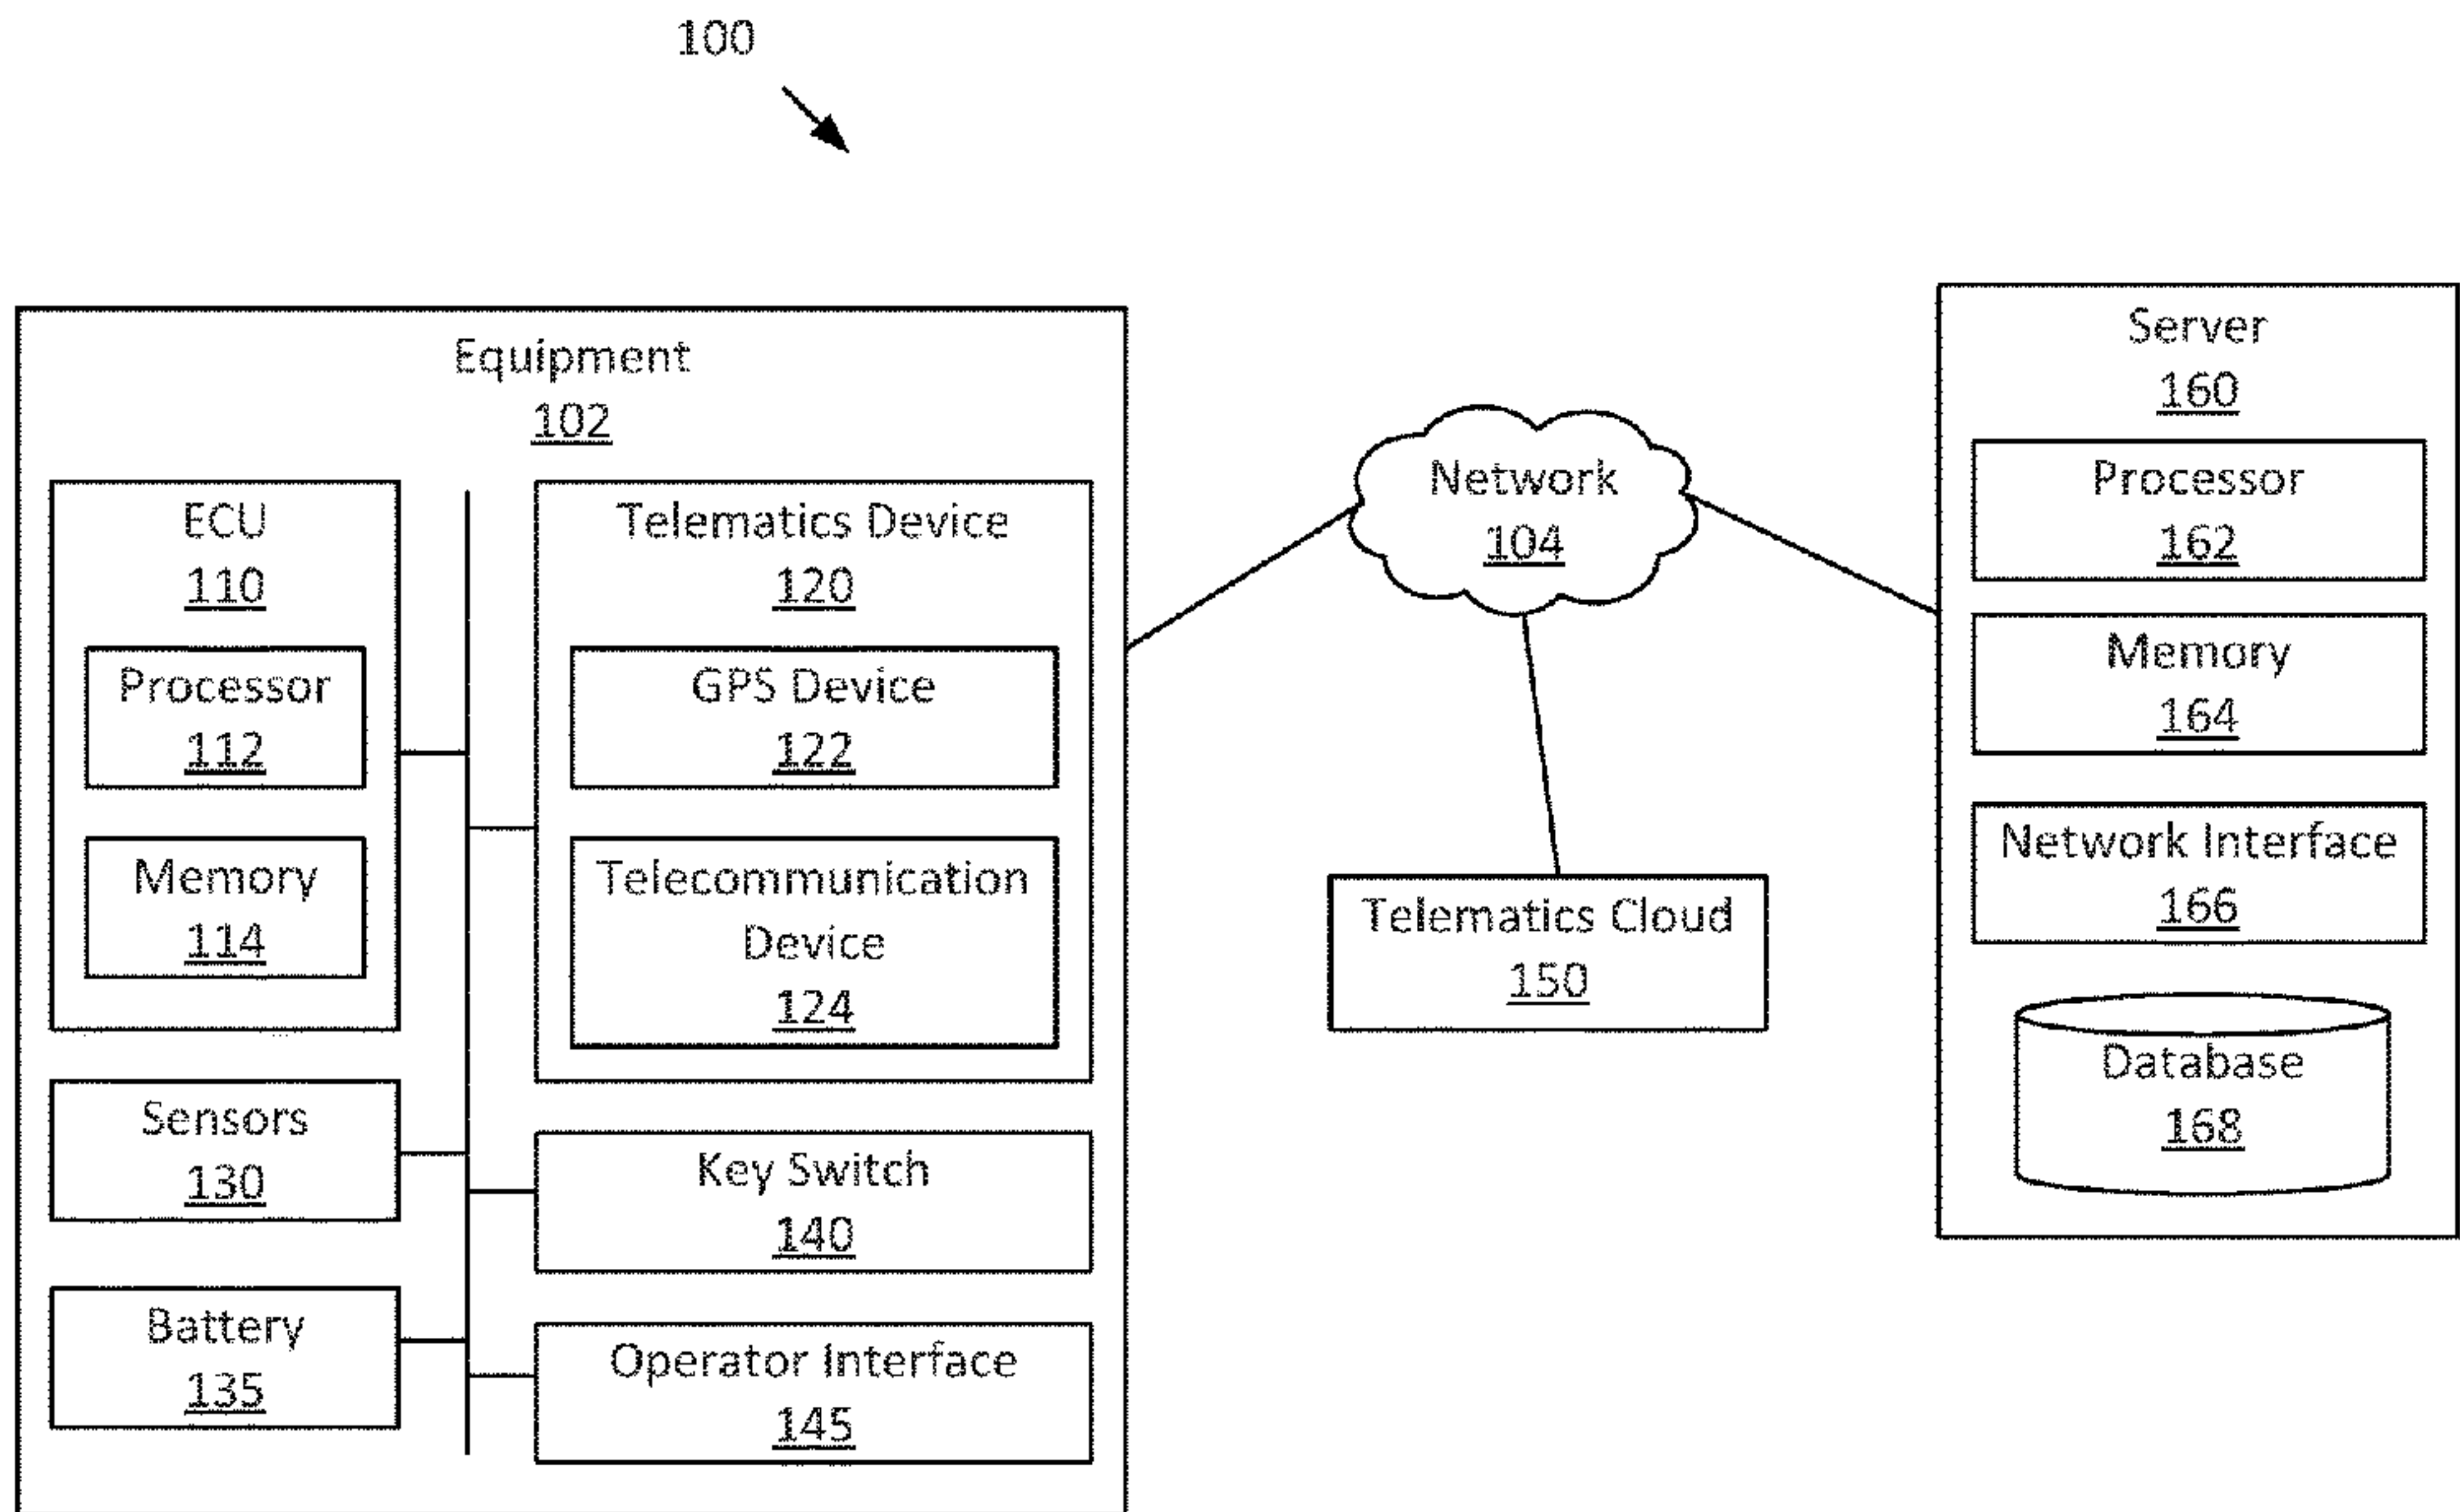 100
Equipment
102
ECU
110
Processor
112
Memory
114
Sensors
130
Battery
135
Telematics Device
120
GPS Device
122
Telecommunication
Device
124
Key Switch
140
Operator Interface
145
Network
104
Telematics Cloud
150
Server
160
Processor
162
Memory
164
Network Interface
166
Database
168